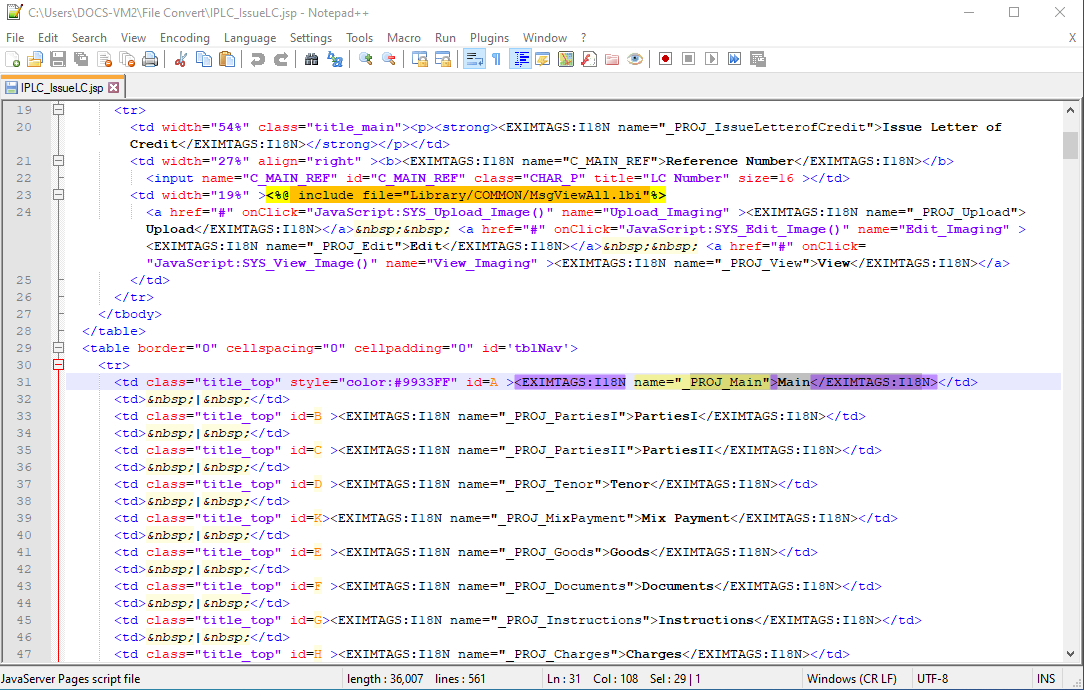 C:\Users\DOCS-VM2\File Convert\IPLC_IssueLC.jsp - Notepad++
File Edit Search View Encoding Language Settings Tools Macro Run Plugins Window ? X
IPLC_IssueLC.jsp
19 <tr>
20 <td width="54%" class="title_main"><p><strong><EXIMTAGS:I18N name="_PROJ_IssueLetterofCredit">Issue Letter of
Credit</EXIMTAGS:I18N></strong></p></td>
21 <td width="27%" align="right" ><b><EXIMTAGS:I18N name="C_MAIN_REF">Reference Number</EXIMTAGS:I18N></b>
22 <input name="C_MAIN_REF" id="C_MAIN_REF" class="CHAR_P" title="LC Number" size=16 ></td>
23 <td width="19%" ><%@ include file="Library/COMMON/MsgViewAll.lbi"%>
24 <a href="#" onClick="JavaScript:SYS_Upload_Image()" name="Upload_Imaging" ><EXIMTAGS:I18N name="_PROJ_Upload">
Upload</EXIMTAGS:I18N></a>&nbsp;&nbsp; <a href="#" onClick="JavaScript:SYS_Edit_Image()" name="Edit_Imaging" >
<EXIMTAGS:I18N name="_PROJ_Edit">Edit</EXIMTAGS:I18N></a>&nbsp;&nbsp; <a href="#" onClick=
"JavaScript:SYS_View_Image()" name="View_Imaging" ><EXIMTAGS:I18N name="_PROJ_View">View</EXIMTAGS:I18N></a>
25 </td>
26 </tr>
27 </tbody>
28 </table>
29 <table border="0" cellspacing="0" cellpadding="0" id='tblNav'>
30 <tr>
31 <td class="title_top" style="color:#9933FF" id=A ><EXIMTAGS:I18N name="_PROJ_Main">Main</EXIMTAGS:I18N></td>
32 <td>&nbsp;|&nbsp;</td>
33 <td class="title_top" id=B ><EXIMTAGS:I18N name="_PROJ_PartiesI">PartiesI</EXIMTAGS:I18N></td>
34 <td>&nbsp;|&nbsp;</td>
35 <td class="title_top" id=C ><EXIMTAGS:I18N name="_PROJ_PartiesII">PartiesII</EXIMTAGS:I18N></td>
36 <td>&nbsp;|&nbsp;</td>
37 <td class="title_top" id=D ><EXIMTAGS:I18N name="_PROJ_Tenor">Tenor</EXIMTAGS:I18N></td>
38 <td>&nbsp;|&nbsp;</td>
39 <td class="title_top" id=K><EXIMTAGS:I18N name="_PROJ_MixPayment">Mix Payment</EXIMTAGS:I18N></td>
40 <td>&nbsp;|&nbsp;</td>
41 <td class="title_top" id=E ><EXIMTAGS:I18N name="_PROJ_Goods">Goods</EXIMTAGS:I18N></td>
42 <td>&nbsp;|&nbsp;</td>
43 <td class="title_top" id=F ><EXIMTAGS:I18N name="_PROJ_Documents">Documents</EXIMTAGS:I18N></td>
44 <td>&nbsp;|&nbsp;</td>
45 <td class="title_top" id=G><EXIMTAGS:I18N name="_PROJ_Instructions">Instructions</EXIMTAGS:I18N></td>
46 <td>&nbsp;|&nbsp;</td>
47 <td class="title_top" id=H ><EXIMTAGS:I18N name="_PROJ_Charges">Charges</EXIMTAGS:I18N></td>
JavaServer Pages script file length : 36,007 lines : 561 Ln : 31 Col : 108 Sel : 29 | 1 Windows (CR LF) UTF-8 INS